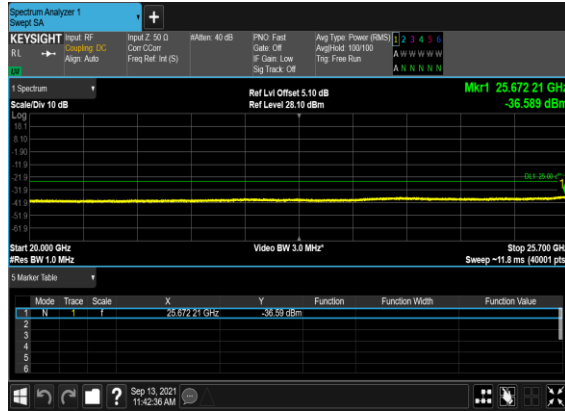 Spectrum Analyzer 1
Swept SA
KEYSIGHT Input: RF Input Z: 50 Ω #Atten: 40 dB PNO: Fast Avg Type: Power (RMS) 1 2 3 4 5 6
RL Coupling: DC Corr CCorr Gate: Off Avg|Hold: 100/100 A W W W W W
Align: Auto Freq Ref: Int (S) IF Gain: Low Trig: Free Run
Sig Track: Off A N N N N N
1 Spectrum Ref Lvl Offset 5.10 dB Mkr1 25.672 21 GHz
Scale/Div 10 dB Ref Level 28.10 dBm -36.589 dBm
Log
18.1
8.10
-1.90
-11.9
-21.9 DL1 -25.00
-31.9
-41.9
-51.9
-61.9
Start 20.000 GHz Video BW 3.0 MHz* Stop 25.700 GH
#Res BW 1.0 MHz Sweep ~11.8 ms (40001 pts
5 Marker Table
Mode Trace Scale X Y Function Function Width Function Value
1 N 1 f 25.672 21 GHz -36.59 dBm
2
3
4
5
6
? Sep 13, 2021
11:42:36 AM